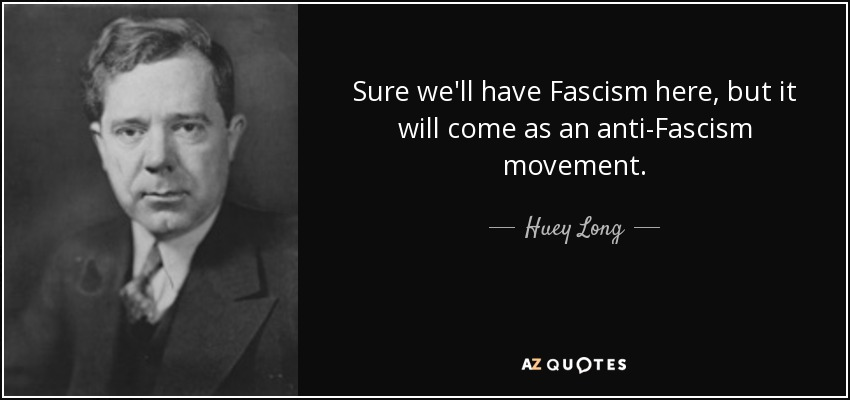 Sure we'll have Fascism here, but it
will come as an anti-Fascism
movement.
Huey Long
AZ QUOTES